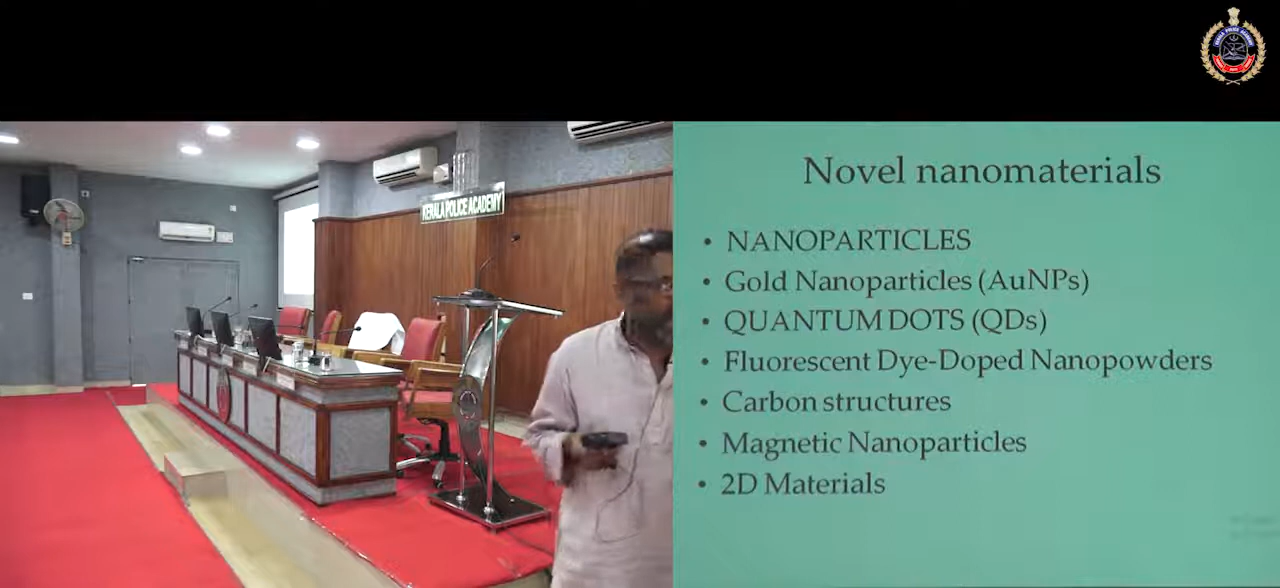 KERALA POLICE ACADEMY
Novel nanomaterials
• NANOPARTICLES
• Gold Nanoparticles (AuNPs)
• QUANTUM DOTS (QDs)
• Fluorescent Dye-Doped Nanopowders
• Carbon structures
• Magnetic Nanoparticles
• 2D Materials